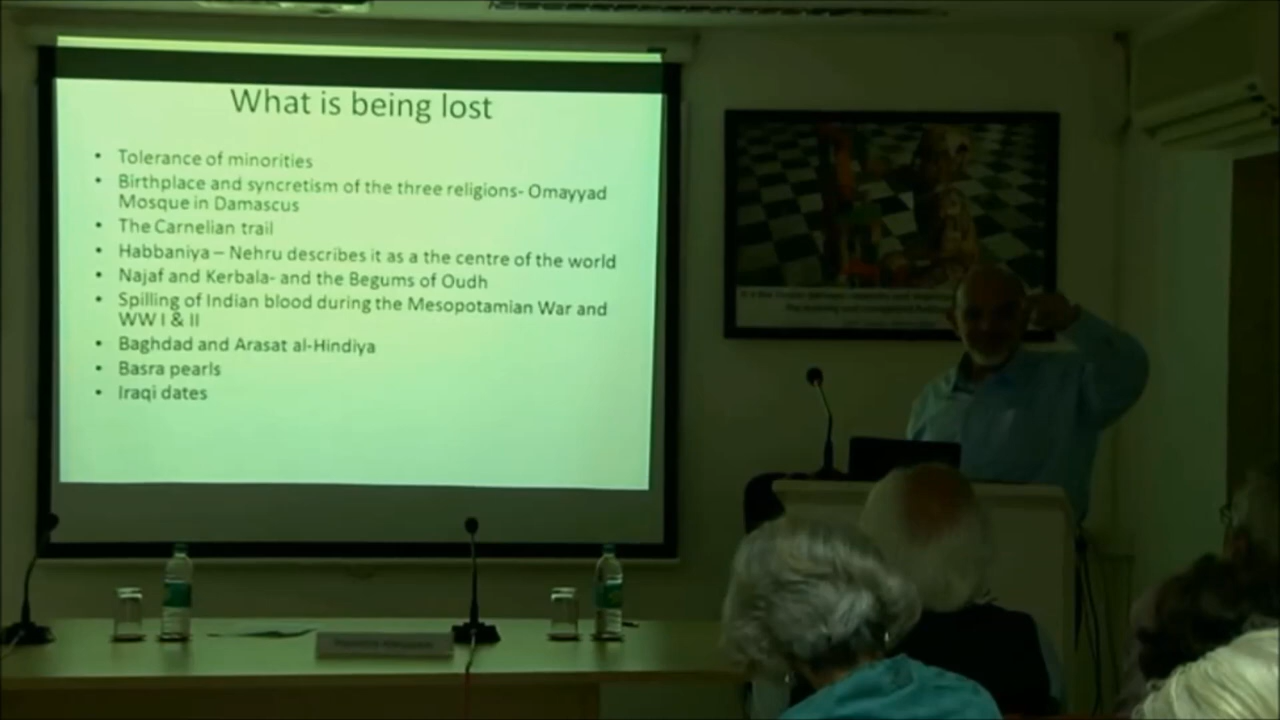 What is being lost
• Tolerance of minorities
• Birthplace and syncretism of the three religions- Omayyad
Mosque in Damascus
• The Carnelian trail
• Habbaniya – Nehru describes it as a the centre of the world
• Najaf and Kerbala- and the Begums of Oudh
• Spilling of Indian blood during the Mesopotamian War and
WW I & II
• Baghdad and Arasat al-Hindiya
• Basra pearls
• Iraqi dates